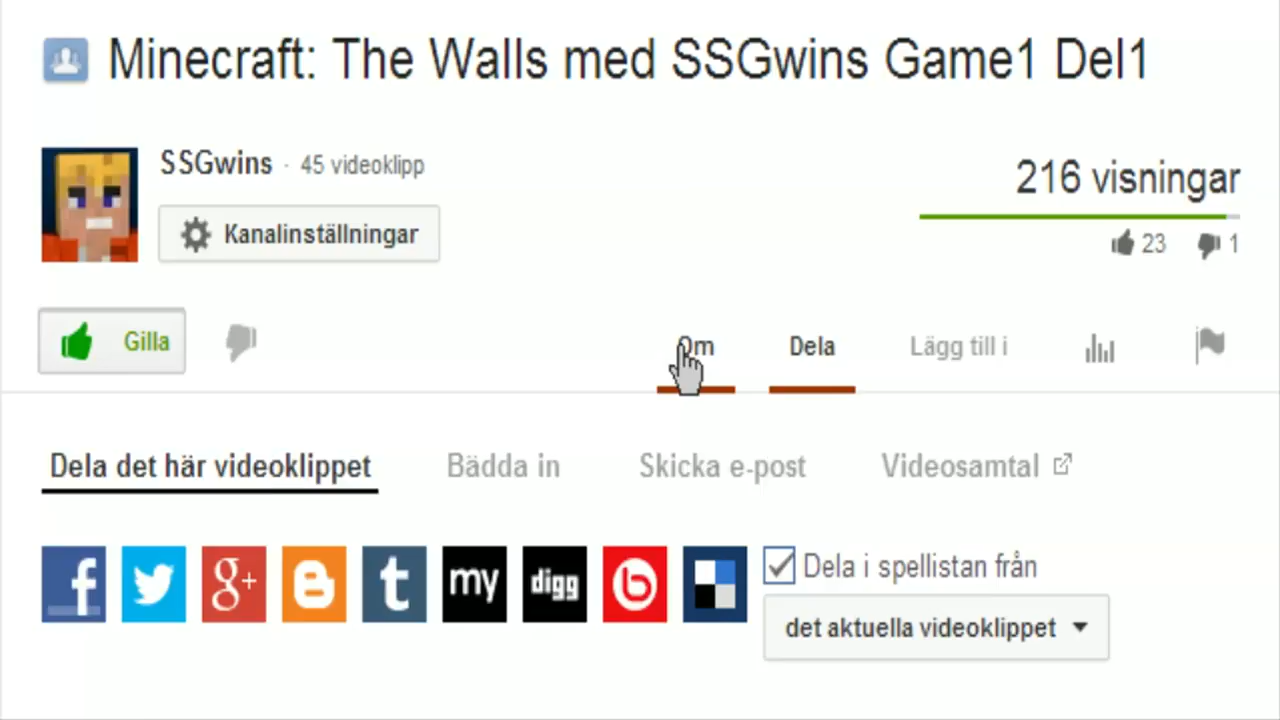 Minecraft: The Walls med SSGwins Game1 Del1
SSGwins · 45 videoklipp
216 visningar
Kanalinställningar
23 1
Gilla
Om Dela Lägg till i
Dela det här videoklippet Bädda in Skicka e-post Videosamtal
f g+ B t my digg b
Dela i spellistan från
det aktuella videoklippet